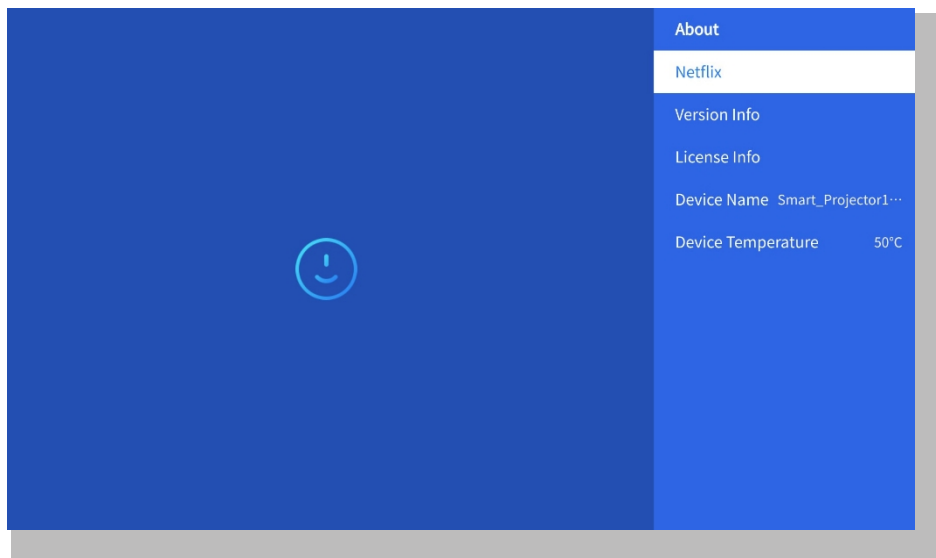 About
Netflix
Version Info
License Info
Device Name Smart_Projector1…
Device Temperature 50°C